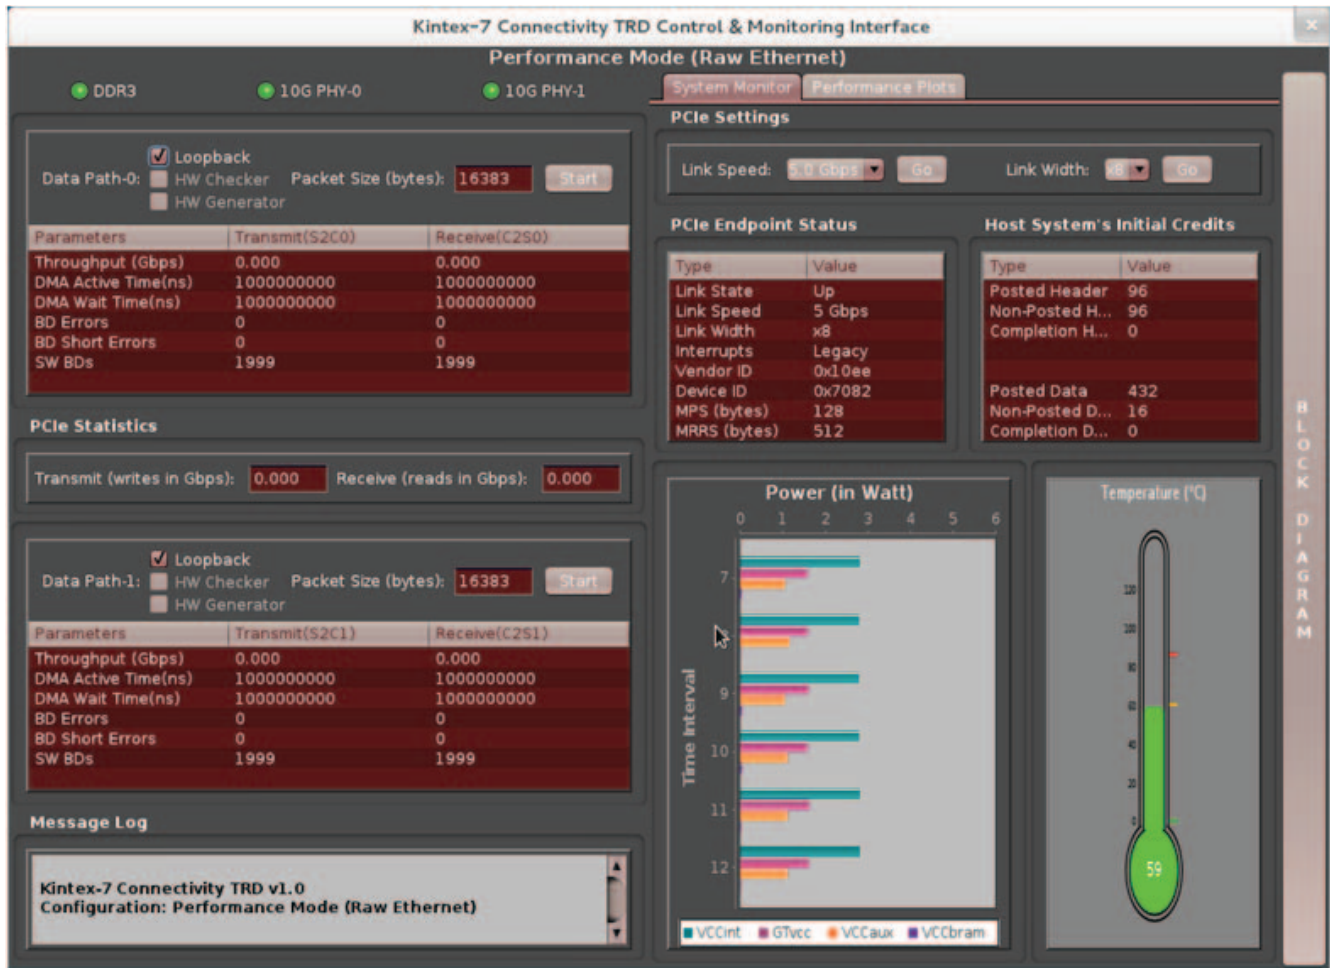 Kintex-7 Connectivity TRD Control & Monitoring Interface
Performance Mode (Raw Ethernet)
DDR3 10G PHY-0 10G PHY-1
Data Path-0: Loopback
HW Checker
HW Generator
Packet Size (bytes): 16383 Start
Parameters Transmit(S2C0) Receive(C2S0)
Throughput (Gbps) 0.000 0.000
DMA Active Time(ns) 1000000000 1000000000
DMA Wait Time(ns) 1000000000 1000000000
BD Errors 0 0
BD Short Errors 0 0
SW BDs 1999 1999
PCIe Statistics
Transmit (writes in Gbps): 0.000 Receive (reads in Gbps): 0.000
Data Path-1: Loopback
HW Checker
HW Generator
Packet Size (bytes): 16383 Start
Parameters Transmit(S2C1) Receive(C2S1)
Throughput (Gbps) 0.000 0.000
DMA Active Time(ns) 1000000000 1000000000
DMA Wait Time(ns) 1000000000 1000000000
BD Errors 0 0
BD Short Errors 0 0
SW BDs 1999 1999
Message Log
Kintex-7 Connectivity TRD v1.0
Configuration: Performance Mode (Raw Ethernet)
System Monitor Performance Plots
PCIe Settings
Link Speed: 5.0 Gbps Go Link Width: x8 Go
PCIe Endpoint Status
Type Value
Link State Up
Link Speed 5 Gbps
Link Width x8
Interrupts Legacy
Vendor ID 0x10ee
Device ID 0x7082
MPS (bytes) 128
MRRS (bytes) 512
Host System's Initial Credits
Type Value
Posted Header 96
Non-Posted H... 96
Completion H... 0
Posted Data 432
Non-Posted D... 16
Completion D... 0
Power (in Watt)
0 1 2 3 4 5 6
Time Interval
7
9
10
11
12
VCCint GTvcc VCCaux VCCbram
Temperature (°C)
120
100
80
60
40
20
0
59
BLOCK DIAGRAM